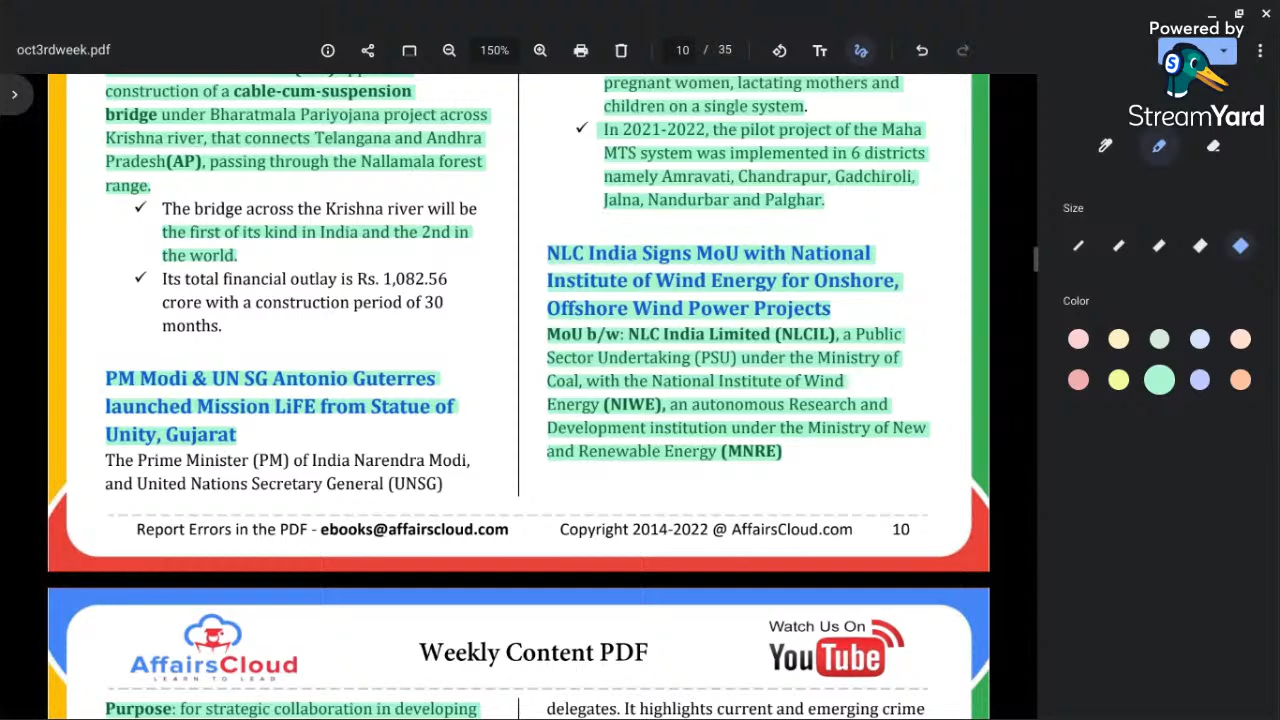 oct3rdweek.pdf
150%
10 / 35
Powered by
StreamYard
construction of a cable-cum-suspension
bridge under Bharatmala Pariyojana project across
Krishna river, that connects Telangana and Andhra
Pradesh(AP), passing through the Nallamala forest
range.
✓ The bridge across the Krishna river will be
the first of its kind in India and the 2nd in
the world.
✓ Its total financial outlay is Rs. 1,082.56
crore with a construction period of 30
months.
PM Modi & UN SG Antonio Guterres
launched Mission LiFE from Statue of
Unity, Gujarat
The Prime Minister (PM) of India Narendra Modi,
and United Nations Secretary General (UNSG)
pregnant women, lactating mothers and
children on a single system.
✓ In 2021-2022, the pilot project of the Maha
MTS system was implemented in 6 districts
namely Amravati, Chandrapur, Gadchiroli,
Jalna, Nandurbar and Palghar.
NLC India Signs MoU with National
Institute of Wind Energy for Onshore,
Offshore Wind Power Projects
MoU b/w: NLC India Limited (NLCIL), a Public
Sector Undertaking (PSU) under the Ministry of
Coal, with the National Institute of Wind
Energy (NIWE), an autonomous Research and
Development institution under the Ministry of New
and Renewable Energy (MNRE)
Report Errors in the PDF - ebooks@affairscloud.com
Copyright 2014-2022 @ AffairsCloud.com
10
AffairsCloud
LEARN TO LEAD
Weekly Content PDF
Watch Us On
YouTube
Purpose: for strategic collaboration in developing
delegates. It highlights current and emerging crime
Size
Color